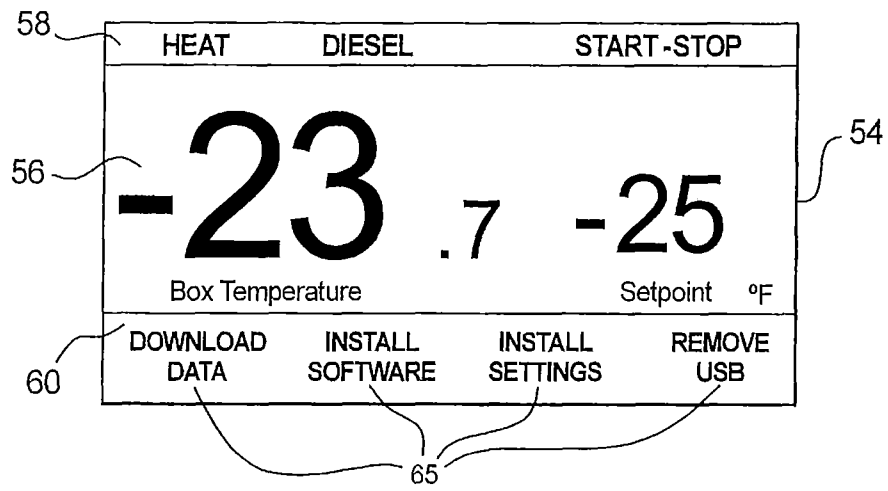 58 HEAT DIESEL START-STOP
54
56 -23 .7 -25
Box Temperature Setpoint ºF
60 DOWNLOAD INSTALL INSTALL REMOVE
DATA SOFTWARE SETTINGS USB
65